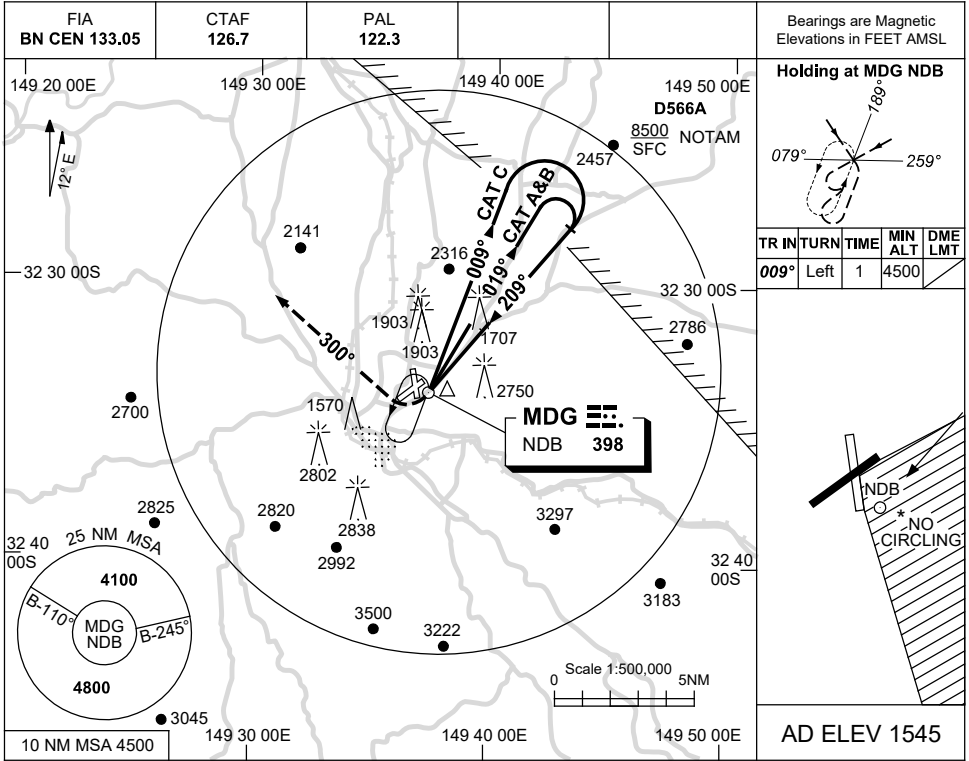 FIA
BN CEN 133.05
CTAF
126.7
PAL
122.3
Bearings are Magnetic
Elevations in FEET AMSL
149 20 00E
149 30 00E
149 40 00E
149 50 00E
12° E
D566A
8500
SFC
NOTAM
2457
2141
2316
CAT C
CAT A&B
009°
019°
209°
32 30 00S
32 30 00S
1903
1903
1707
2786
300°
2750
2700
1570
MDG
NDB 398
2802
2838
2825
2820
2992
3297
32 40
00S
32 40
00S
3183
3500
3222
25 NM MSA
4100
B-110°
MDG
NDB
B-245°
4800
3045
Scale 1:500,000
0
5NM
10 NM MSA 4500
149 30 00E
149 40 00E
149 50 00E
Holding at MDG NDB
189°
079°
259°
TR IN TURN TIME MIN ALT DME LMT
009° Left 1 4500
NDB
* NO
CIRCLING
AD ELEV 1545